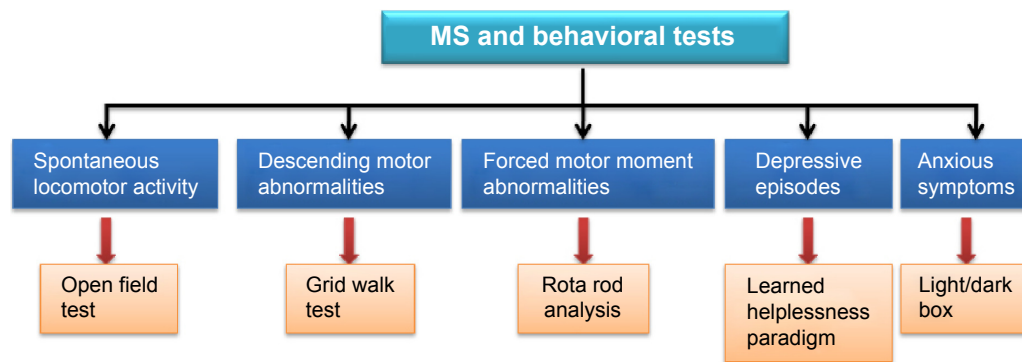 MS and behavioral tests
Spontaneous
locomotor activity
Descending motor
abnormalities
Forced motor moment
abnormalities
Depressive
episodes
Anxious
symptoms
Open field
test
Grid walk
test
Rota rod
analysis
Learned
helplessness
paradigm
Light/dark
box